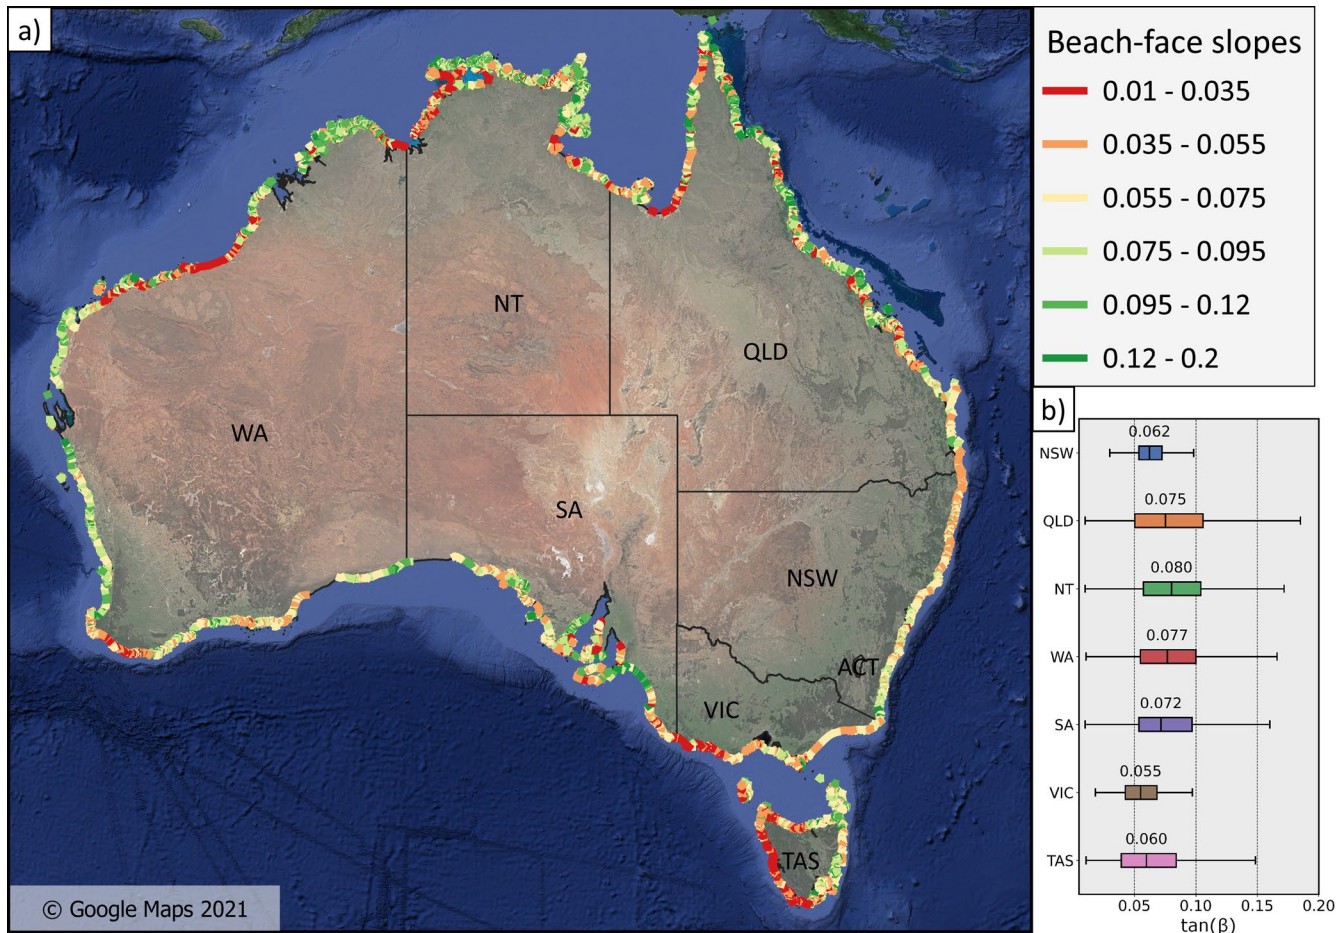 a)
NT
QLD
WA
SA
NSW
ACT
VIC
TAS
© Google Maps 2021
Beach-face slopes
0.01 - 0.035
0.035 - 0.055
0.055 - 0.075
0.075 - 0.095
0.095 - 0.12
0.12 - 0.2
b)
NSW 0.062
QLD 0.075
NT 0.080
WA 0.077
SA 0.072
VIC 0.055
TAS 0.060
0.05 0.10 0.15 0.20
tan(β)